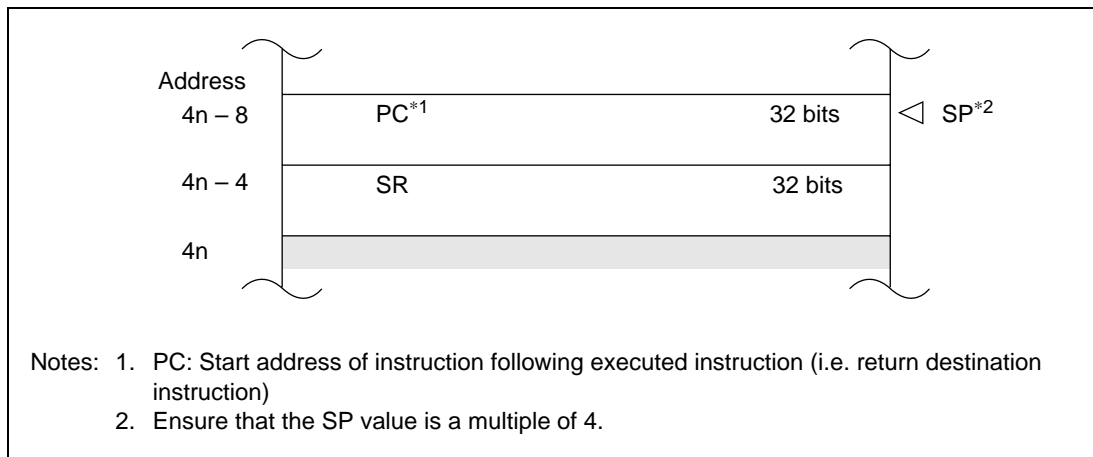 Address
4n – 8 PC*1 32 bits SP*2
4n – 4 SR 32 bits
4n
Notes: 1. PC: Start address of instruction following executed instruction (i.e. return destination
instruction)
2. Ensure that the SP value is a multiple of 4.